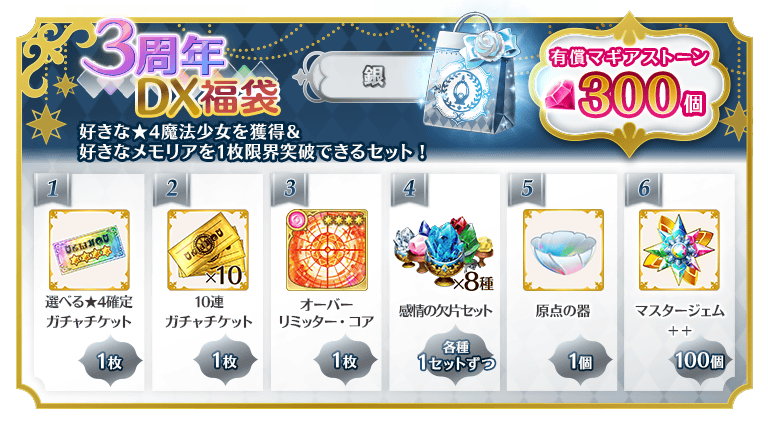 3周年
DX福袋
銀
有償マギアストーン
300個
好きな★4魔法少女を獲得&
好きなメモリアを1枚限界突破できるセット！
1
選べる★4確定
ガチャチケット
1枚
2
×10
10連
ガチャチケット
1枚
3
オーバー
リミッター・コア
1枚
4
×8種
感情の欠片セット
各種
1セットずつ
5
原点の器
1個
6
マスタージェム
++
100個